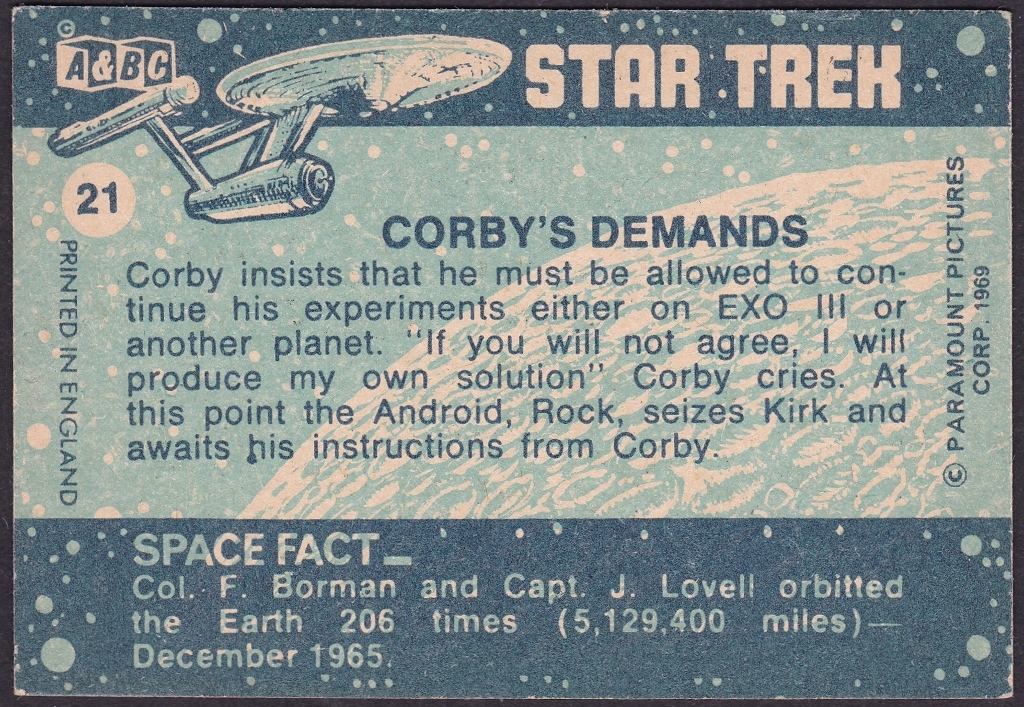 ©
A&BC
STAR TREK
21
CORBY'S DEMANDS
Corby insists that he must be allowed to con-
tinue his experiments either on EXO III or
another planet. "If you will not agree, I will
produce my own solution" Corby cries. At
this point the Android, Rock, seizes Kirk and
awaits his instructions from Corby.
PRINTED IN ENGLAND
© PARAMOUNT PICTURES
CORP. 1969
SPACE FACT—
Col. F. Borman and Capt. J. Lovell orbitted
the Earth 206 times (5,129,400 miles)—
December 1965.